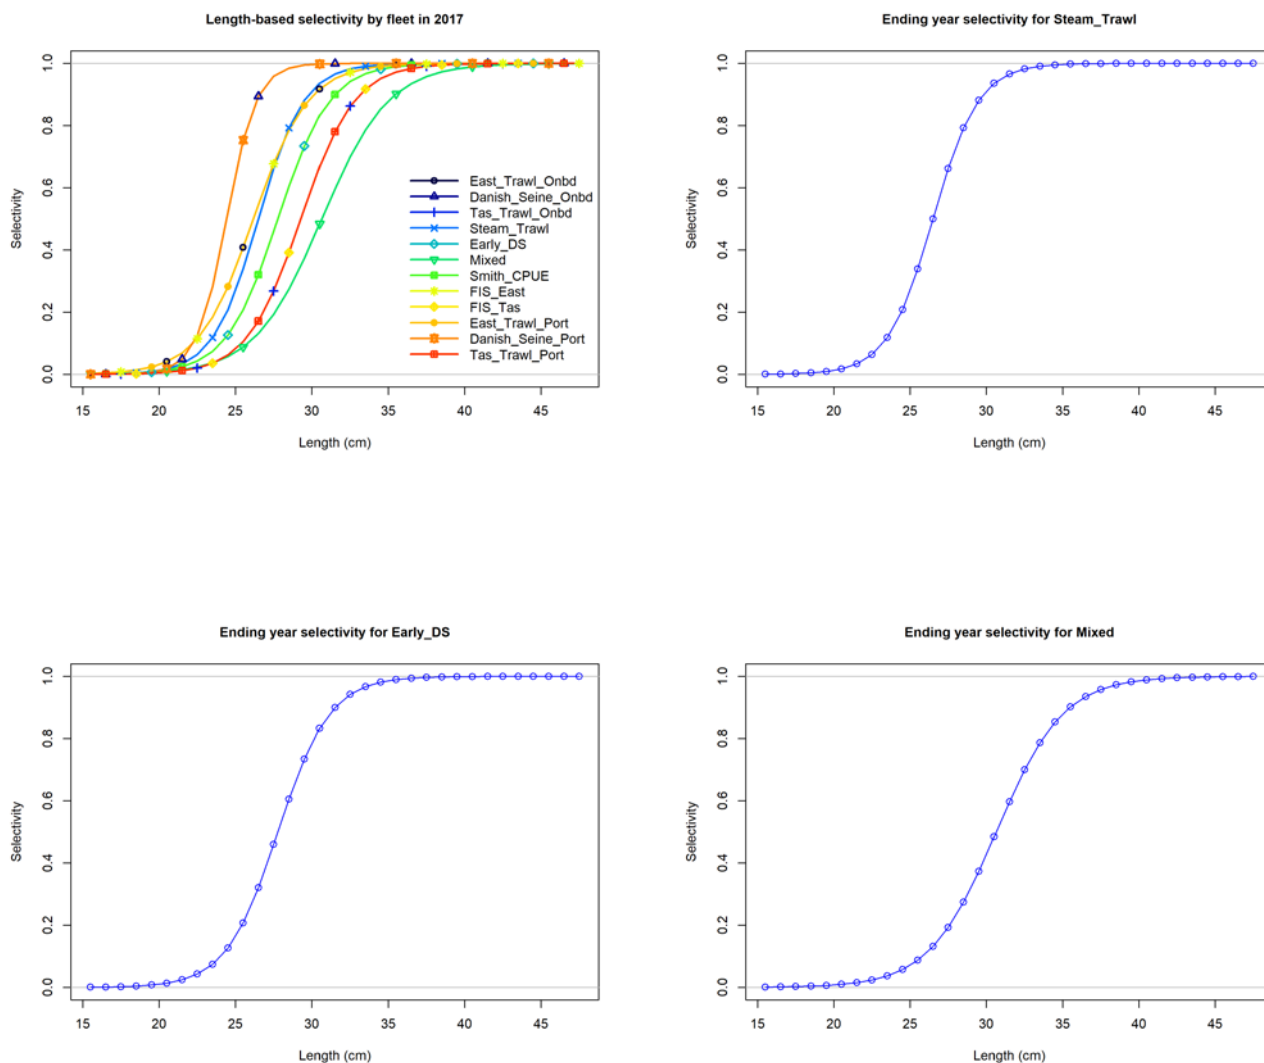 Length-based selectivity by fleet in 2017
Selectivity
1.0
0.8
0.6
0.4
0.2
0.0
East_Trawl_Onbd
Danish_Seine_Onbd
Tas_Trawl_Onbd
Steam_Trawl
Early_DS
Mixed
Smith_CPUE
FIS_East
FIS_Tas
East_Trawl_Port
Danish_Seine_Port
Tas_Trawl_Port
15 20 25 30 35 40 45
Length (cm)
Ending year selectivity for Steam_Trawl
Selectivity
1.0
0.8
0.6
0.4
0.2
0.0
15 20 25 30 35 40 45
Length (cm)
Ending year selectivity for Early_DS
Selectivity
1.0
0.8
0.6
0.4
0.2
0.0
15 20 25 30 35 40 45
Length (cm)
Ending year selectivity for Mixed
Selectivity
1.0
0.8
0.6
0.4
0.2
0.0
15 20 25 30 35 40 45
Length (cm)